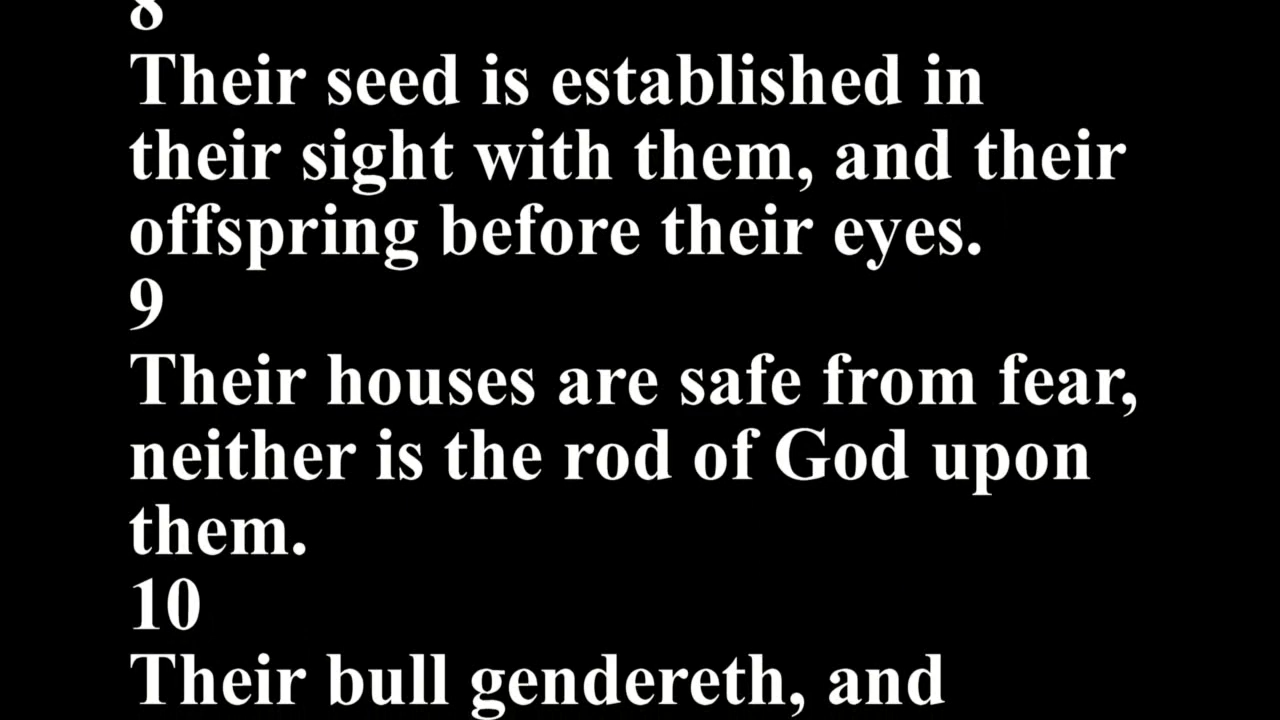 8
Their seed is established in
their sight with them, and their
offspring before their eyes.
9
Their houses are safe from fear,
neither is the rod of God upon
them.
10
Their bull gendereth, and